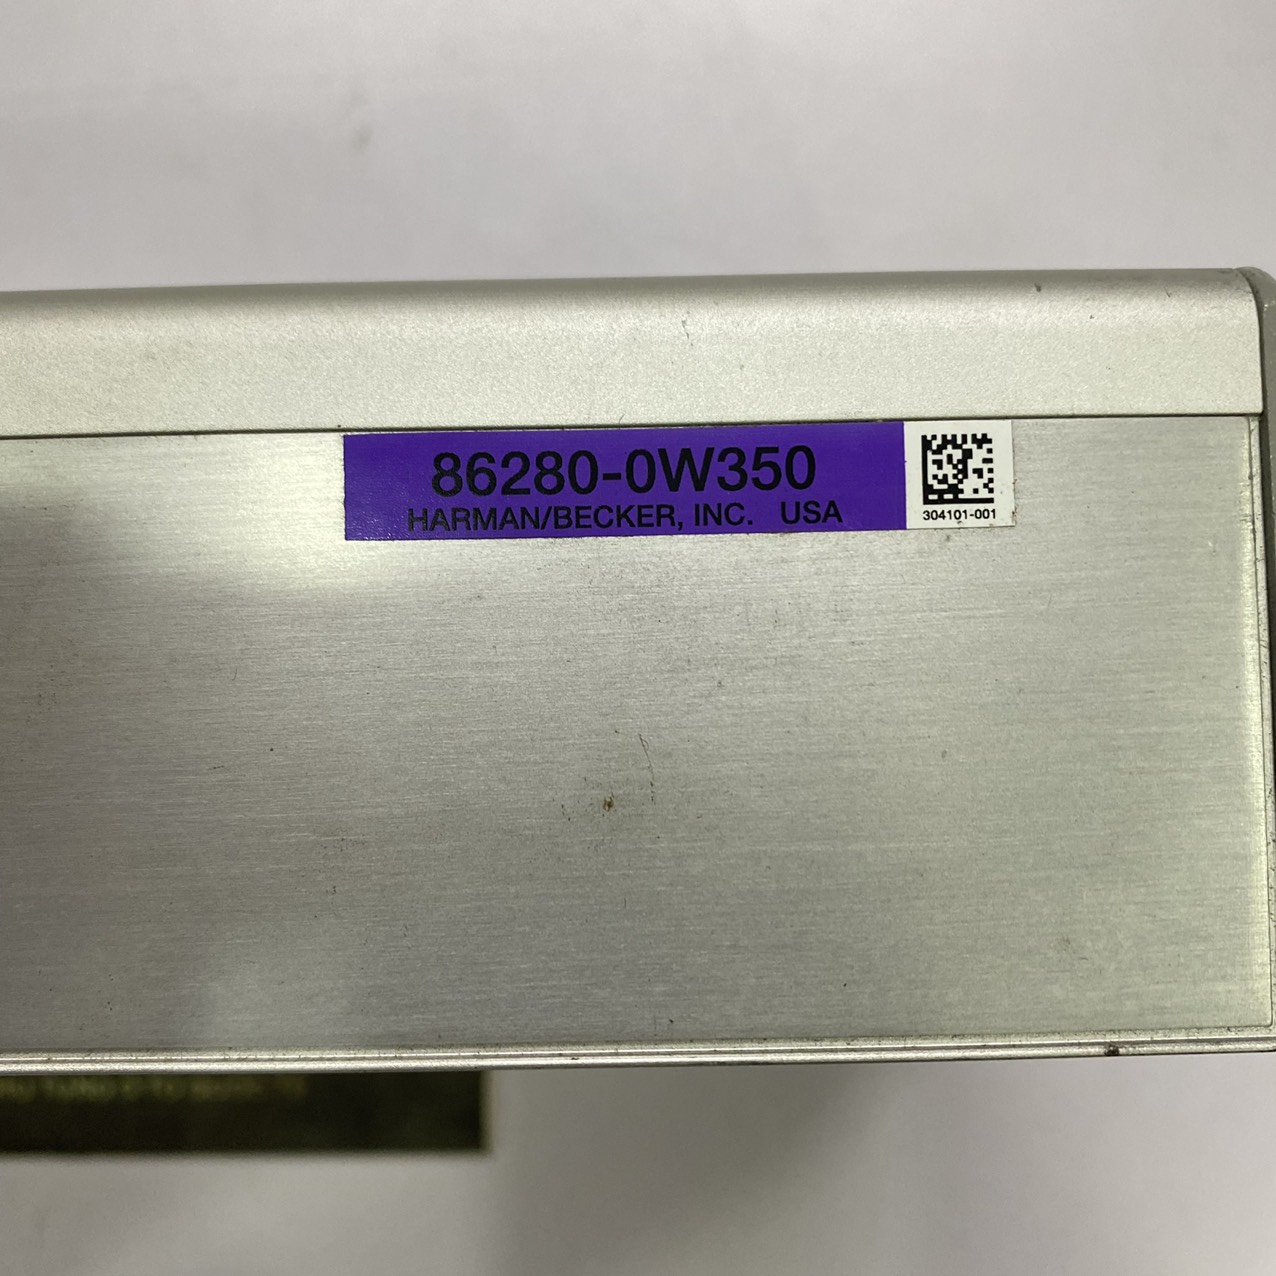 86280-0W350
HARMAN/BECKER, INC. USA
304101-001